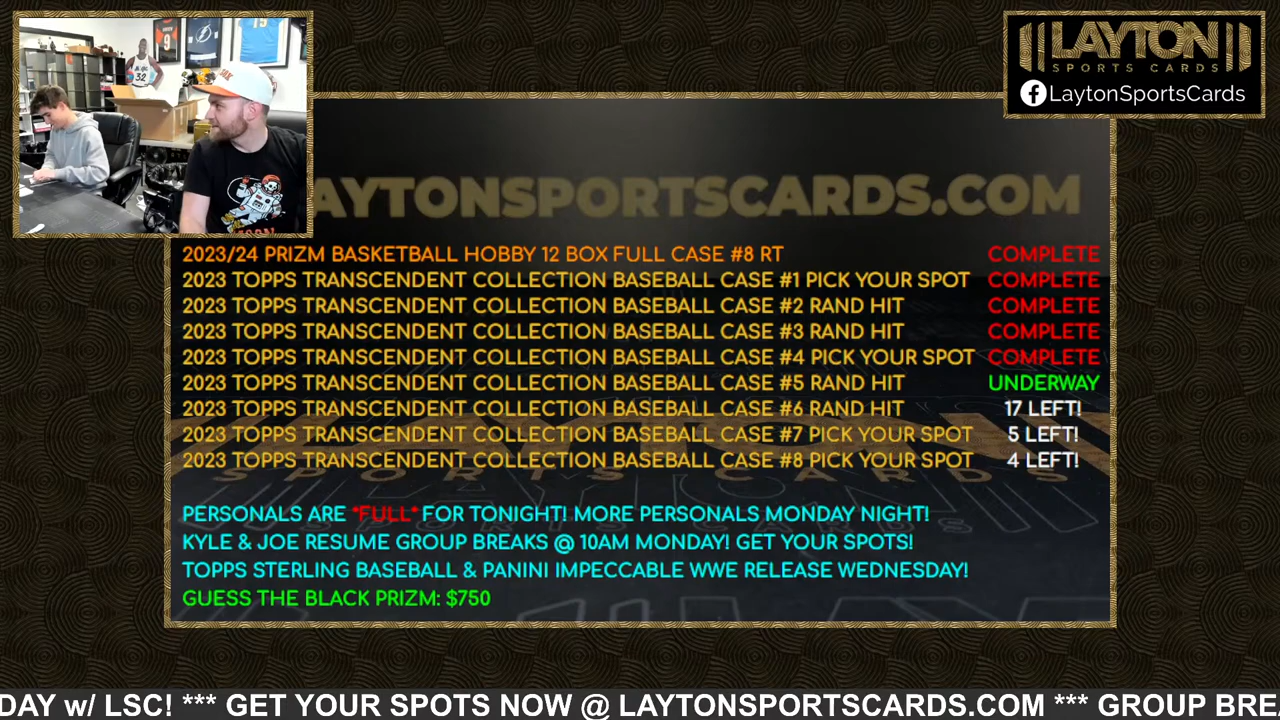 LAYTON
SPORTS CARDS
LaytonSportsCards
9
15
32
LAYTONSPORTSCARDS.COM
2023/24 PRIZM BASKETBALL HOBBY 12 BOX FULL CASE #8 RT COMPLETE
2023 TOPPS TRANSCENDENT COLLECTION BASEBALL CASE #1 PICK YOUR SPOT COMPLETE
2023 TOPPS TRANSCENDENT COLLECTION BASEBALL CASE #2 RAND HIT COMPLETE
2023 TOPPS TRANSCENDENT COLLECTION BASEBALL CASE #3 RAND HIT COMPLETE
2023 TOPPS TRANSCENDENT COLLECTION BASEBALL CASE #4 PICK YOUR SPOT COMPLETE
2023 TOPPS TRANSCENDENT COLLECTION BASEBALL CASE #5 RAND HIT UNDERWAY
2023 TOPPS TRANSCENDENT COLLECTION BASEBALL CASE #6 RAND HIT 17 LEFT!
2023 TOPPS TRANSCENDENT COLLECTION BASEBALL CASE #7 PICK YOUR SPOT 5 LEFT!
2023 TOPPS TRANSCENDENT COLLECTION BASEBALL CASE #8 PICK YOUR SPOT 4 LEFT!
SPORTS CARDS
PERSONALS ARE *FULL* FOR TONIGHT! MORE PERSONALS MONDAY NIGHT!
KYLE & JOE RESUME GROUP BREAKS @ 10AM MONDAY! GET YOUR SPOTS!
TOPPS STERLING BASEBALL & PANINI IMPECCABLE WWE RELEASE WEDNESDAY!
GUESS THE BLACK PRIZM: $750
DAY w/ LSC! *** GET YOUR SPOTS NOW @ LAYTONSPORTSCARDS.COM *** GROUP BREA